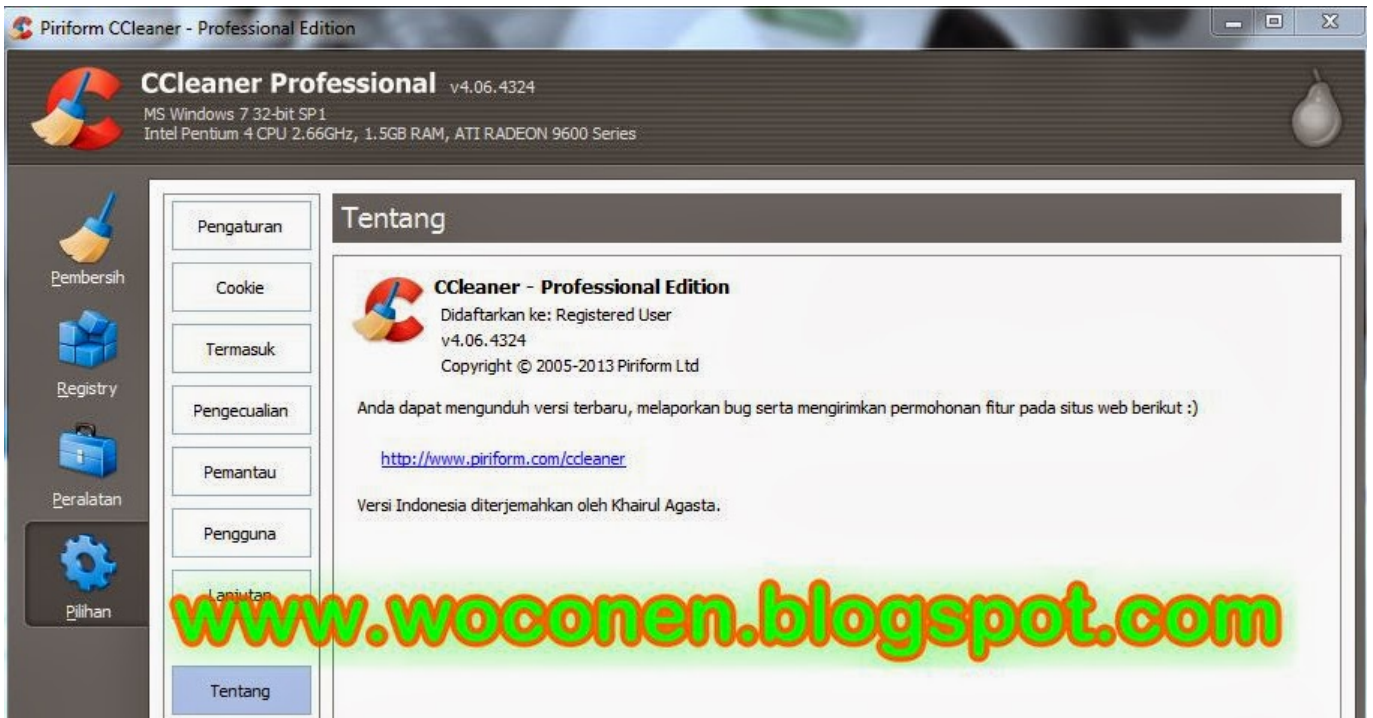 Piriform CCleaner - Professional Edition
CCleaner Professional v4.06.4324
MS Windows 7 32-bit SP1
Intel Pentium 4 CPU 2.66GHz, 1.5GB RAM, ATI RADEON 9600 Series
Pembersih
Registry
Peralatan
Pilihan
Pengaturan
Cookie
Termasuk
Pengecualian
Pemantau
Pengguna
Lanjutan
Tentang
Tentang
CCleaner - Professional Edition
Didaftarkan ke: Registered User
v4.06.4324
Copyright © 2005-2013 Piriform Ltd
Anda dapat mengunduh versi terbaru, melaporkan bug serta mengirimkan permohonan fitur pada situs web berikut :)
http://www.piriform.com/ccleaner
Versi Indonesia diterjemahkan oleh Khairul Agasta.
www.woconen.blogspot.com